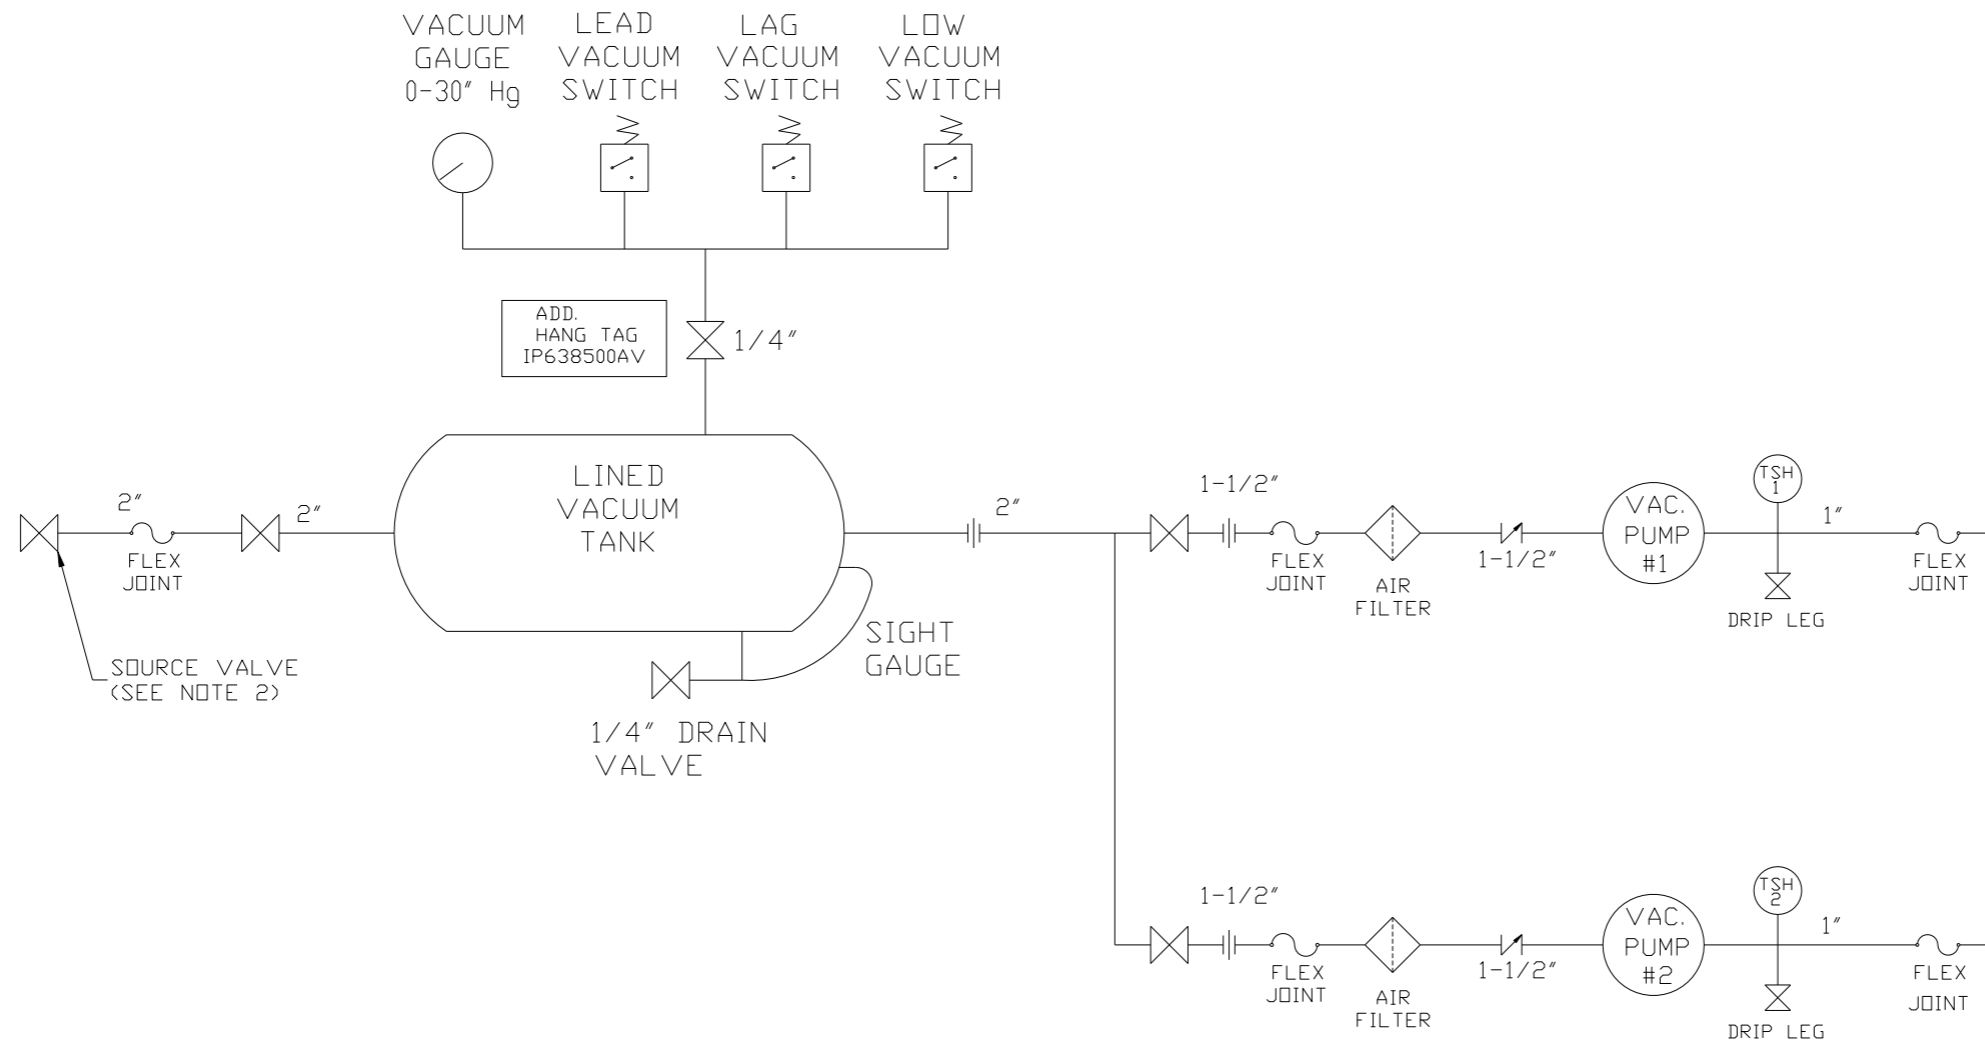 VACUUM
GAUGE
0-30" Hg
LEAD
VACUUM
SWITCH
LAG
VACUUM
SWITCH
LOW
VACUUM
SWITCH
ADD.
HANG TAG
IP638500AV
1/4"
LINED
VACUUM
TANK
2"
FLEX
JOINT
2"
SOURCE VALVE
(SEE NOTE 2)
SIGHT
GAUGE
1/4" DRAIN
VALVE
2"
1-1/2"
FLEX
JOINT
AIR
FILTER
1-1/2"
VAC.
PUMP
#1
TSH
1
1"
DRIP LEG
FLEX
JOINT
1-1/2"
FLEX
JOINT
AIR
FILTER
1-1/2"
VAC.
PUMP
#2
TSH
2
1"
DRIP LEG
FLEX
JOINT